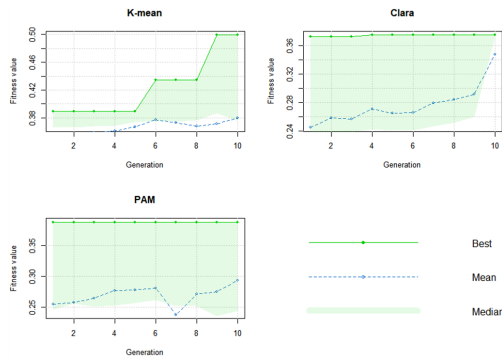 K-mean
Fitness value
0.38 0.42 0.46 0.50
2 4 6 8 10
Generation
Clara
Fitness value
0.24 0.28 0.32 0.36
2 4 6 8 10
Generation
PAM
Fitness value
0.25 0.30 0.35
2 4 6 8 10
Generation
Best
Mean
Median